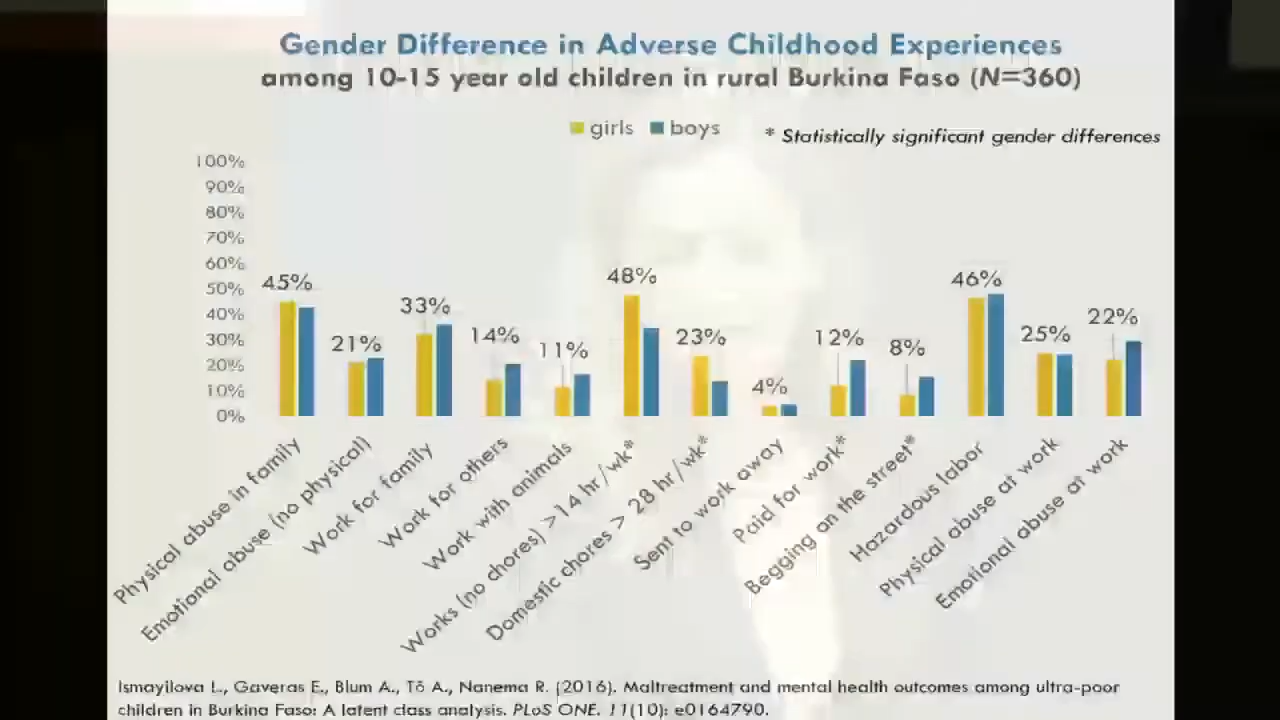 Gender Difference in Adverse Childhood Experiences
among 10-15 year old children in rural Burkina Faso (N=360)
girls boys * Statistically significant gender differences
100%
90%
80%
70%
60%
50%
40%
30%
20%
10%
0%
45%
21%
33%
14%
11%
48%
23%
4%
12%
8%
46%
25%
22%
Physical abuse in family
Emotional abuse (no physical)
Work for family
Work for others
Work with animals
Works (no chores) >14 hr/wk*
Domestic chores > 28 hr/wk*
Sent to work away
Paid for work*
Begging on the street*
Hazardous labor
Physical abuse at work
Emotional abuse at work
Ismayilova L., Gaveras E., Blum A., Tô A., Nanema R. (2016). Maltreatment and mental health outcomes among ultra-poor
children in Burkina Faso: A latent class analysis. PLoS ONE. 11(10): e0164790.